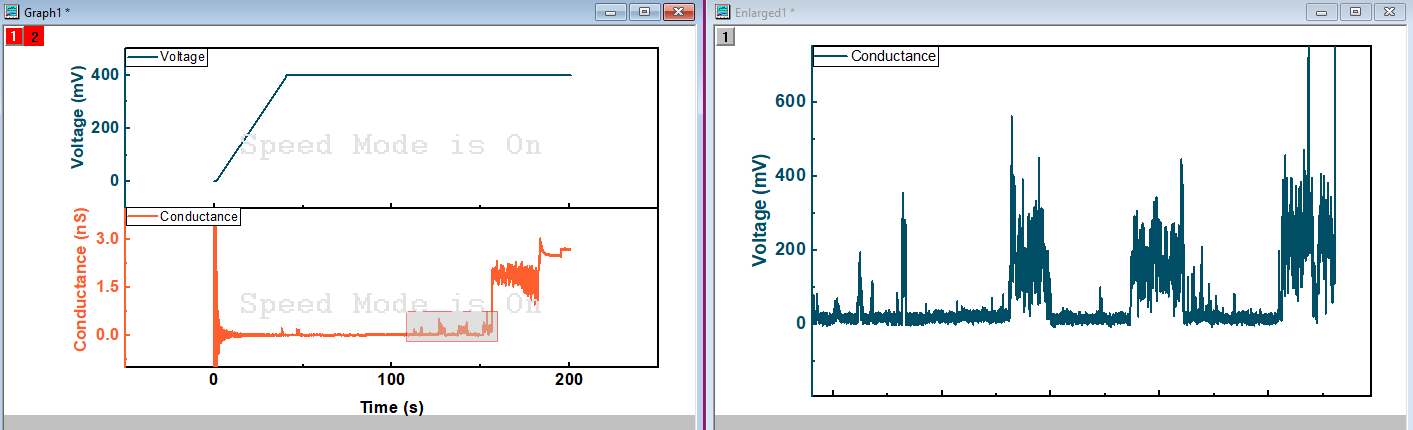 Graph1 *
1 2
Voltage
400
200
0
Voltage (mV)
Speed Mode is On
Conductance
3.0
1.5
0.0
Conductance (nS)
Speed Mode is On
0 100 200
Time (s)
Enlarged1 *
1
Conductance
600
400
200
0
Voltage (mV)